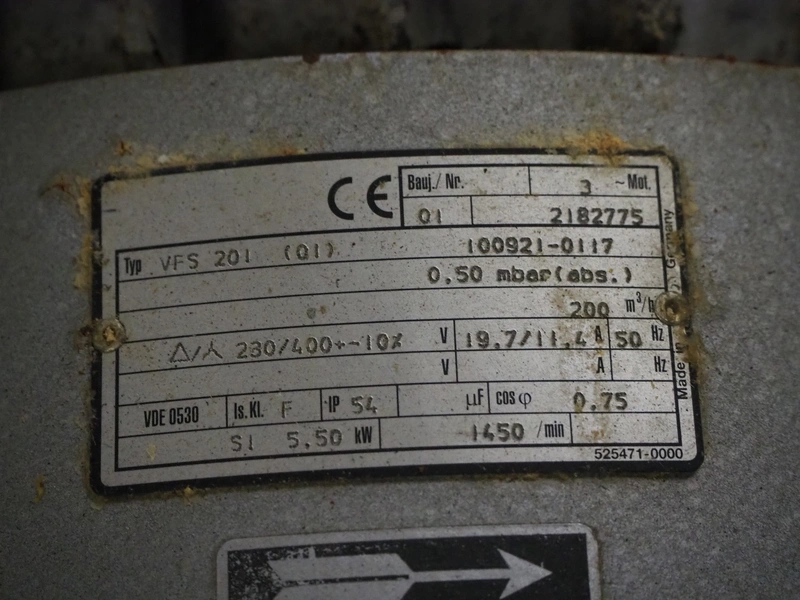 CE
Bauj./ Nr. 3 ~ Mot.
01 2182775
Typ VFS 201 (01) 100921-0117
0.50 mbar(abs.)
200 m³/h
△/⅄ 230/400+-10% V 19.7/11.4 A 50 Hz
V A Hz
VDE 0530 Is.Kl. F IP 54 µF cos φ 0.75
S1 5.50 kW 1450 /min
525471-0000
Made in Germany